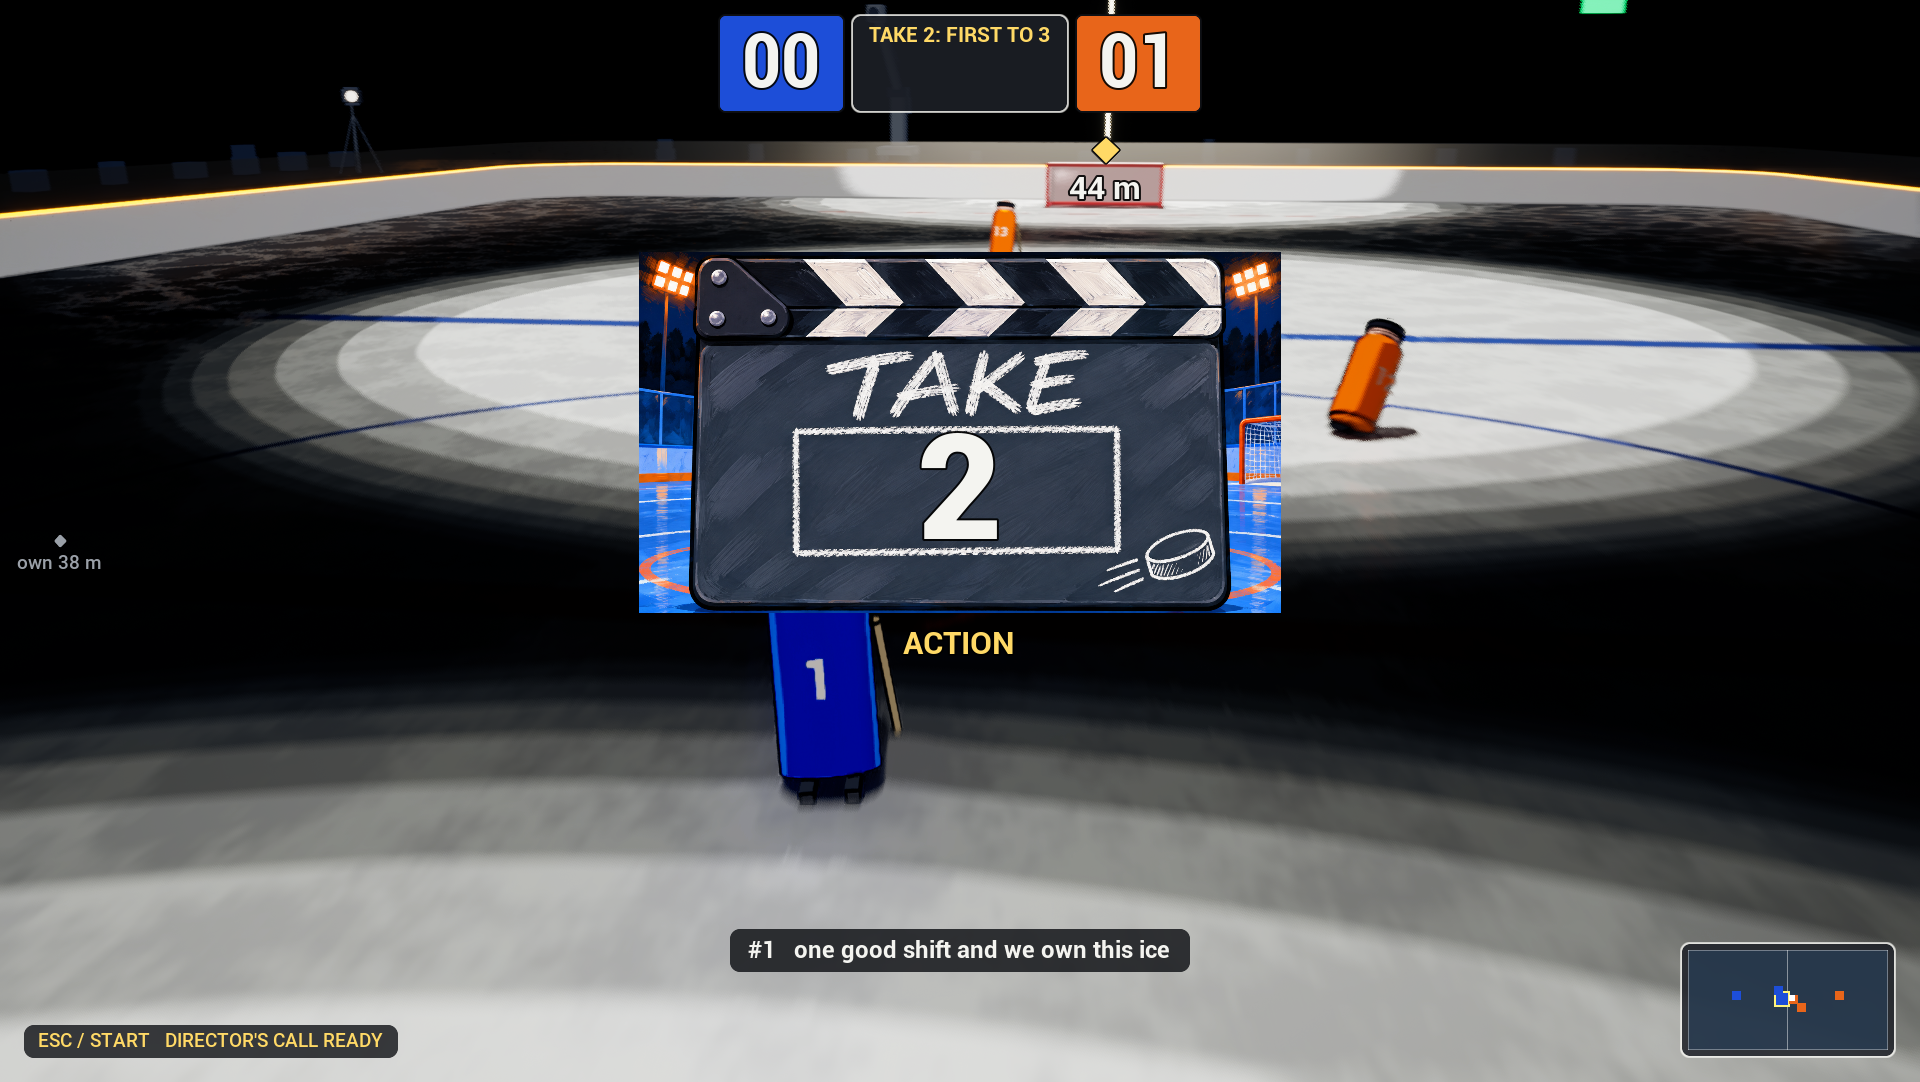 00
TAKE 2: FIRST TO 3
01
44 m
13
TAKE
2
own 38 m
ACTION
1
#1 one good shift and we own this ice
ESC / START DIRECTOR'S CALL READY